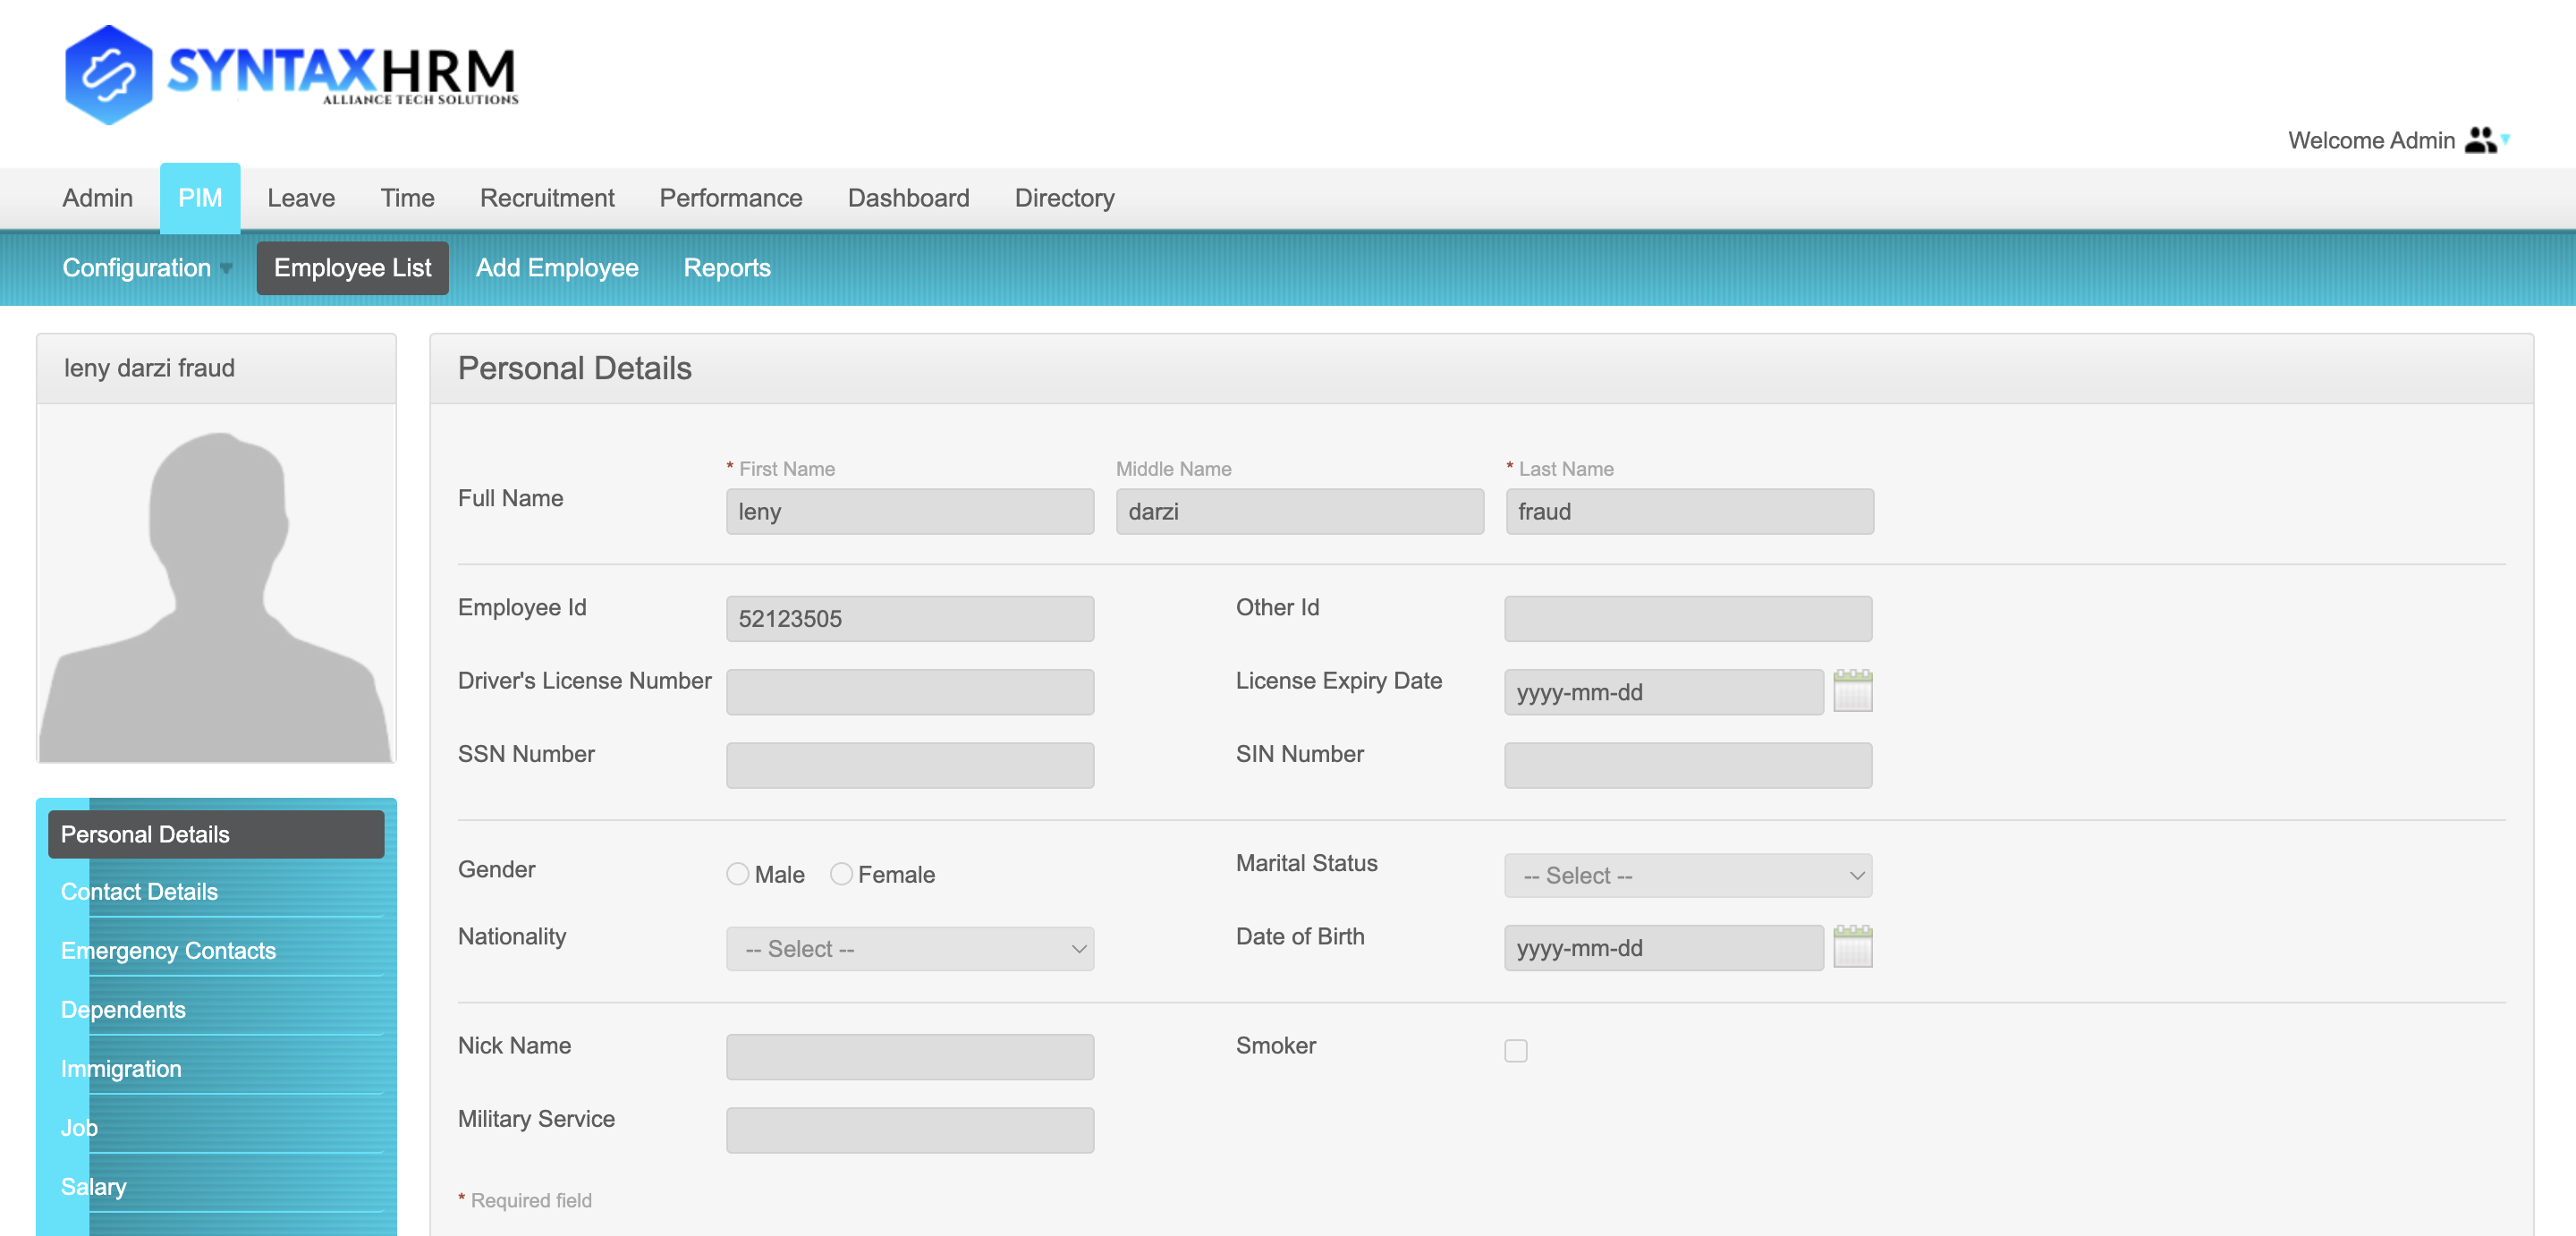 SYNTAXHRM
ALLIANCE TECH SOLUTIONS
Welcome Admin
Admin PIM Leave Time Recruitment Performance Dashboard Directory
Configuration Employee List Add Employee Reports
leny darzi fraud
Personal Details
* First Name Middle Name * Last Name
Full Name leny darzi fraud
Employee Id 52123505 Other Id
Driver's License Number License Expiry Date yyyy-mm-dd
SSN Number SIN Number
Gender Male Female Marital Status -- Select --
Nationality -- Select -- Date of Birth yyyy-mm-dd
Nick Name Smoker
Military Service
* Required field
Personal Details
Contact Details
Emergency Contacts
Dependents
Immigration
Job
Salary